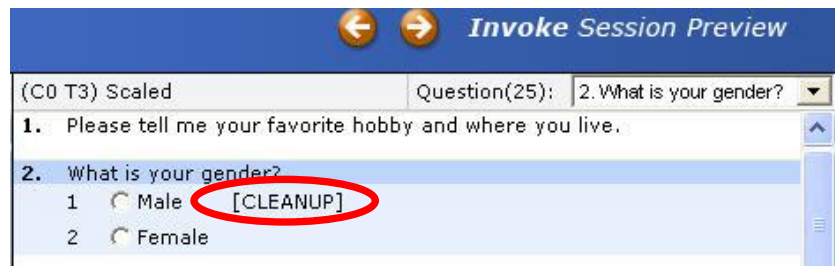 Invoke Session Preview
(C0 T3) Scaled Question(25): 2. What is your gender?
1. Please tell me your favorite hobby and where you live.
2. What is your gender?
1 Male [CLEANUP]
2 Female